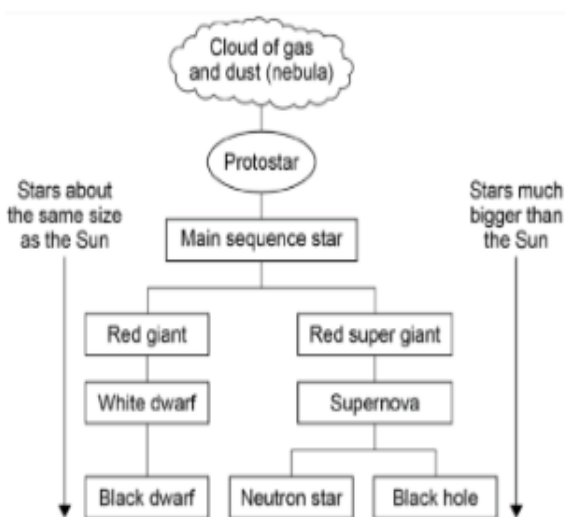 Cloud of gas
and dust (nebula)
Protostar
Stars about
the same size
as the Sun
Stars much
bigger than
the Sun
Main sequence star
Red giant
Red super giant
White dwarf
Supernova
Black dwarf
Neutron star
Black hole